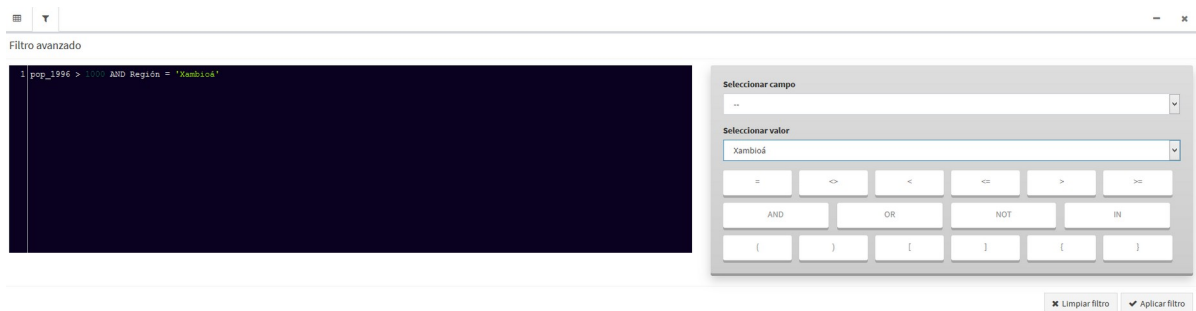 Filtro avanzado
1 pop_1996 > 1000 AND Región = 'Xambioá'
Seleccionar campo
--
Seleccionar valor
Xambioá
= <> < <= > >=
AND OR NOT IN
( ) [ ] { }
Limpiar filtro Aplicar filtro